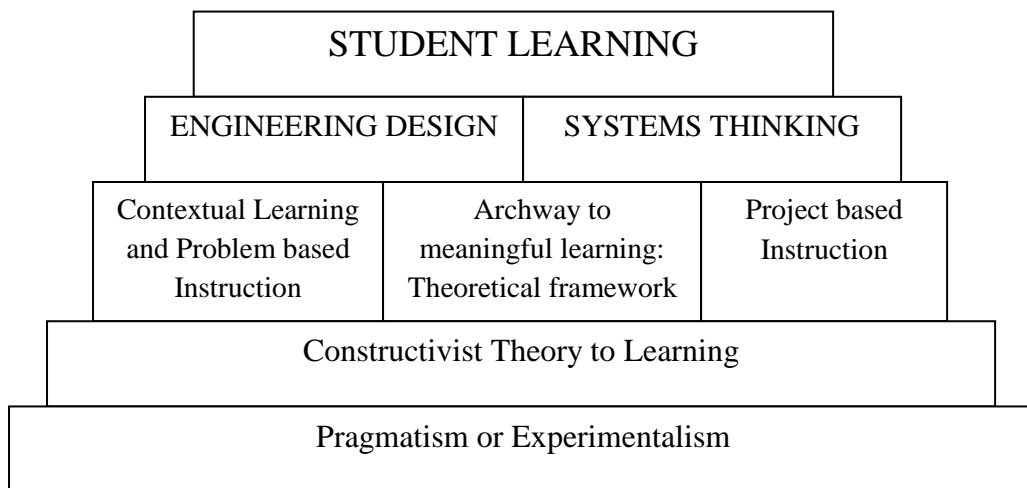 STUDENT LEARNING
ENGINEERING DESIGN
SYSTEMS THINKING
Contextual Learning
and Problem based
Instruction
Archway to
meaningful learning:
Theoretical framework
Project based
Instruction
Constructivist Theory to Learning
Pragmatism or Experimentalism